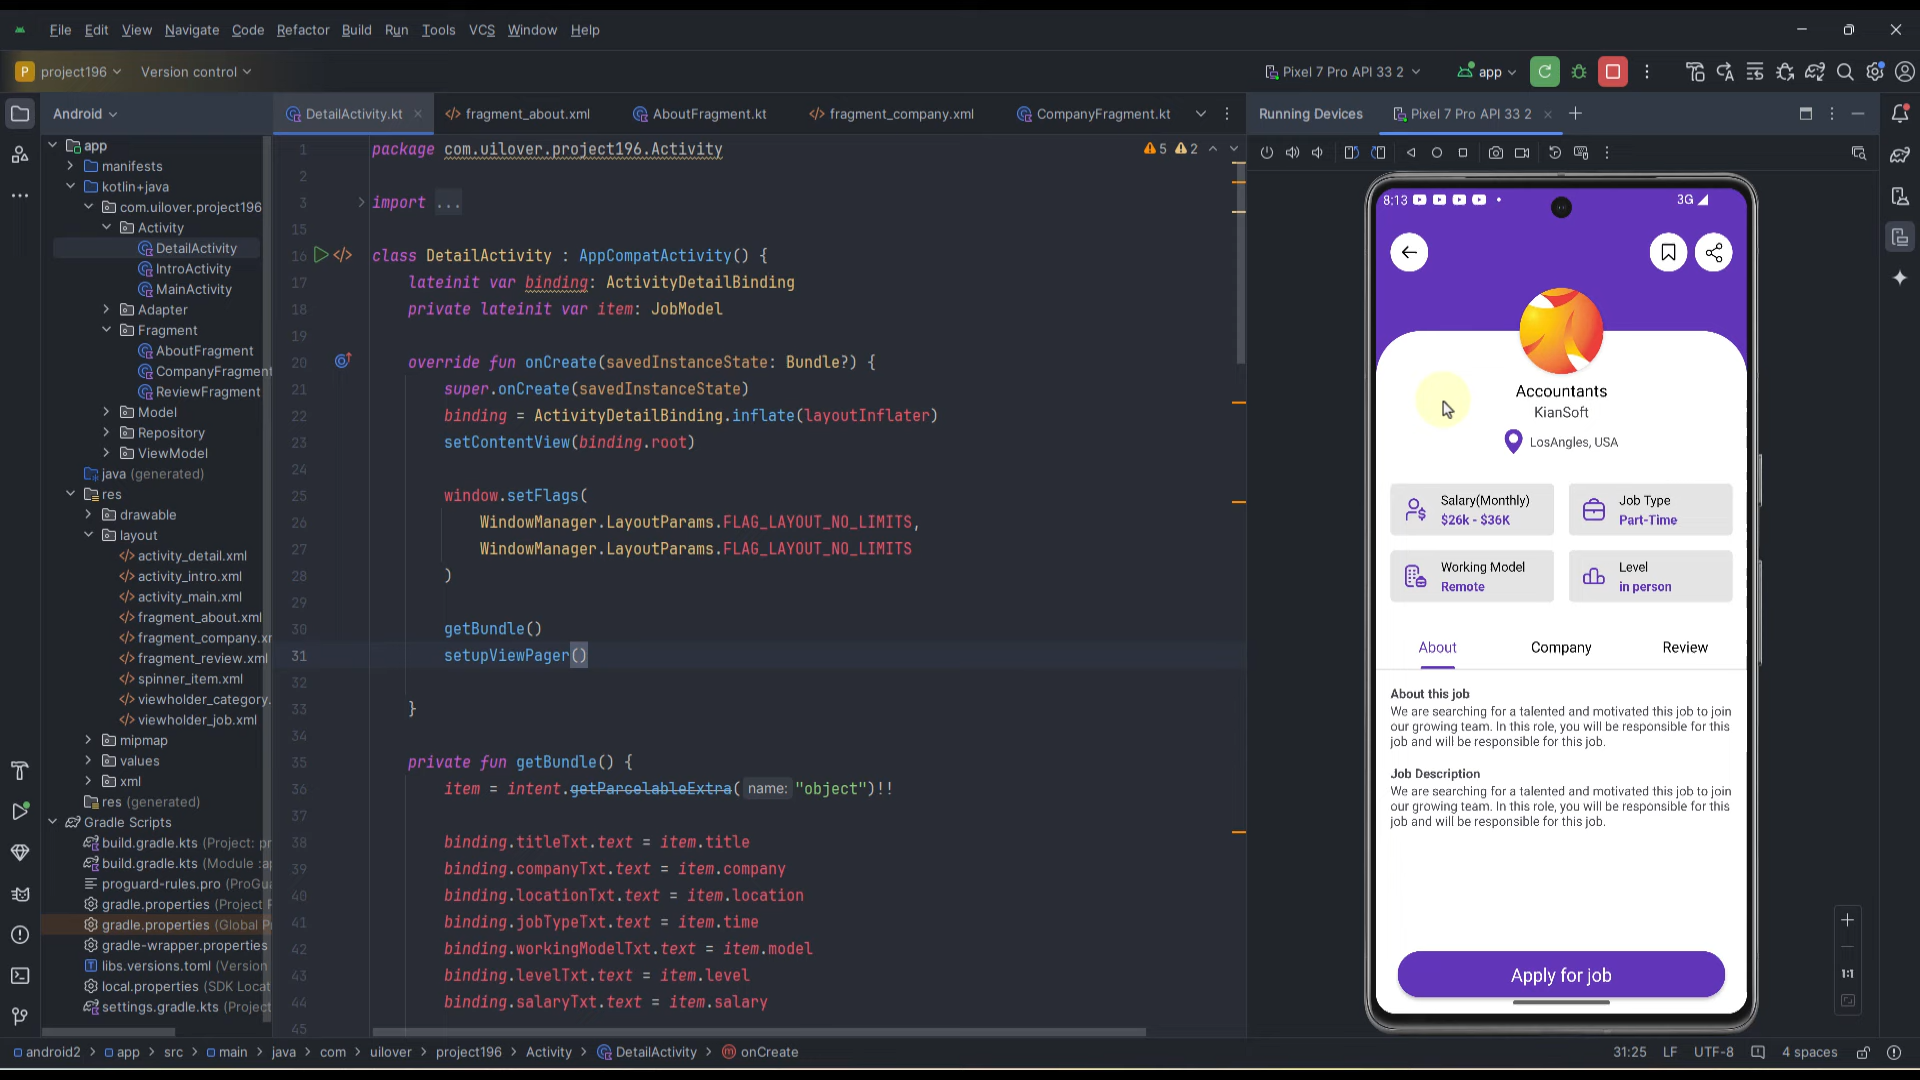 File Edit View Navigate Code Refactor Build Run Tools VCS Window Help
P project196 Version control Pixel 7 Pro API 33 2 app
Android
DetailActivity.kt fragment_about.xml AboutFragment.kt fragment_company.xml CompanyFragment.kt
Running Devices Pixel 7 Pro API 33 2
app
manifests
kotlin+java
com.uilover.project196
Activity
DetailActivity
IntroActivity
MainActivity
Adapter
Fragment
AboutFragment
CompanyFragment
ReviewFragment
Model
Repository
ViewModel
java (generated)
res
drawable
layout
activity_detail.xml
activity_intro.xml
activity_main.xml
fragment_about.xml
fragment_company.xr
fragment_review.xml
spinner_item.xml
viewholder_category.
viewholder_job.xml
mipmap
values
xml
res (generated)
Gradle Scripts
build.gradle.kts (Project: pr
build.gradle.kts (Module :ap
proguard-rules.pro (ProGua
gradle.properties (Project P
gradle.properties (Global P
gradle-wrapper.properties
libs.versions.toml (Version
local.properties (SDK Locat
settings.gradle.kts (Project
5 2
1 package com.uilover.project196.Activity
2
3 import ...
15
16 class DetailActivity : AppCompatActivity() {
17 lateinit var binding: ActivityDetailBinding
18 private lateinit var item: JobModel
19
20 override fun onCreate(savedInstanceState: Bundle?) {
21 super.onCreate(savedInstanceState)
22 binding = ActivityDetailBinding.inflate(layoutInflater)
23 setContentView(binding.root)
24
25 window.setFlags(
26 WindowManager.LayoutParams.FLAG_LAYOUT_NO_LIMITS,
27 WindowManager.LayoutParams.FLAG_LAYOUT_NO_LIMITS
28 )
29
30 getBundle()
31 setupViewPager()
32
33 }
34
35 private fun getBundle() {
36 item = intent.getParcelableExtra( name: "object")!!
37
38 binding.titleTxt.text = item.title
39 binding.companyTxt.text = item.company
40 binding.locationTxt.text = item.location
41 binding.jobTypeTxt.text = item.time
42 binding.workingModelTxt.text = item.model
43 binding.levelTxt.text = item.level
44 binding.salaryTxt.text = item.salary
45
8:13 3G
Accountants
KianSoft
LosAngles, USA
Salary(Monthly)
$26k - $36K
Job Type
Part-Time
Working Model
Remote
Level
in person
About Company Review
About this job
We are searching for a talented and motivated this job to join
our growing team. In this role, you will be responsible for this
job and will be responsible for this job.
Job Description
We are searching for a talented and motivated this job to join
our growing team. In this role, you will be responsible for this
job and will be responsible for this job.
Apply for job
1:1
android2 > app > src > main > java > com > uilover > project196 > Activity > DetailActivity > onCreate
31:25 LF UTF-8 4 spaces